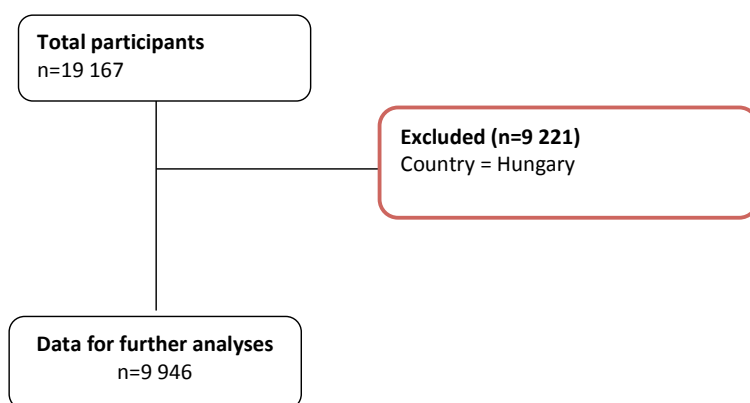 Total participants
n=19 167
Excluded (n=9 221)
Country = Hungary
Data for further analyses
n=9 946